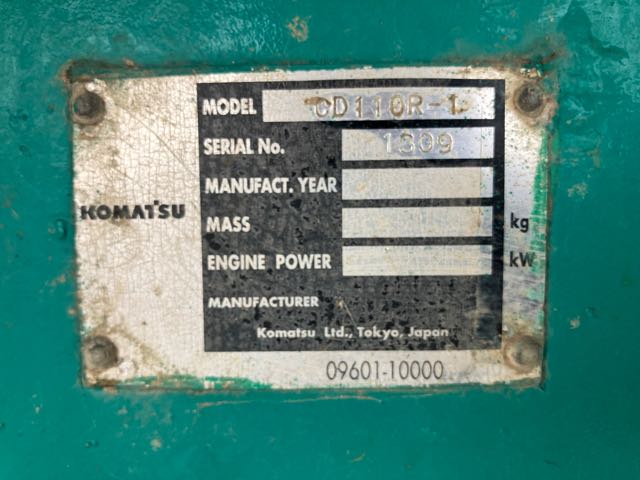 MODEL CD110R-1
SERIAL No. 1309
MANUFACT. YEAR
KOMATSU
MASS kg
ENGINE POWER kW
MANUFACTURER
Komatsu Ltd., Tokyo, Japan
09601-10000